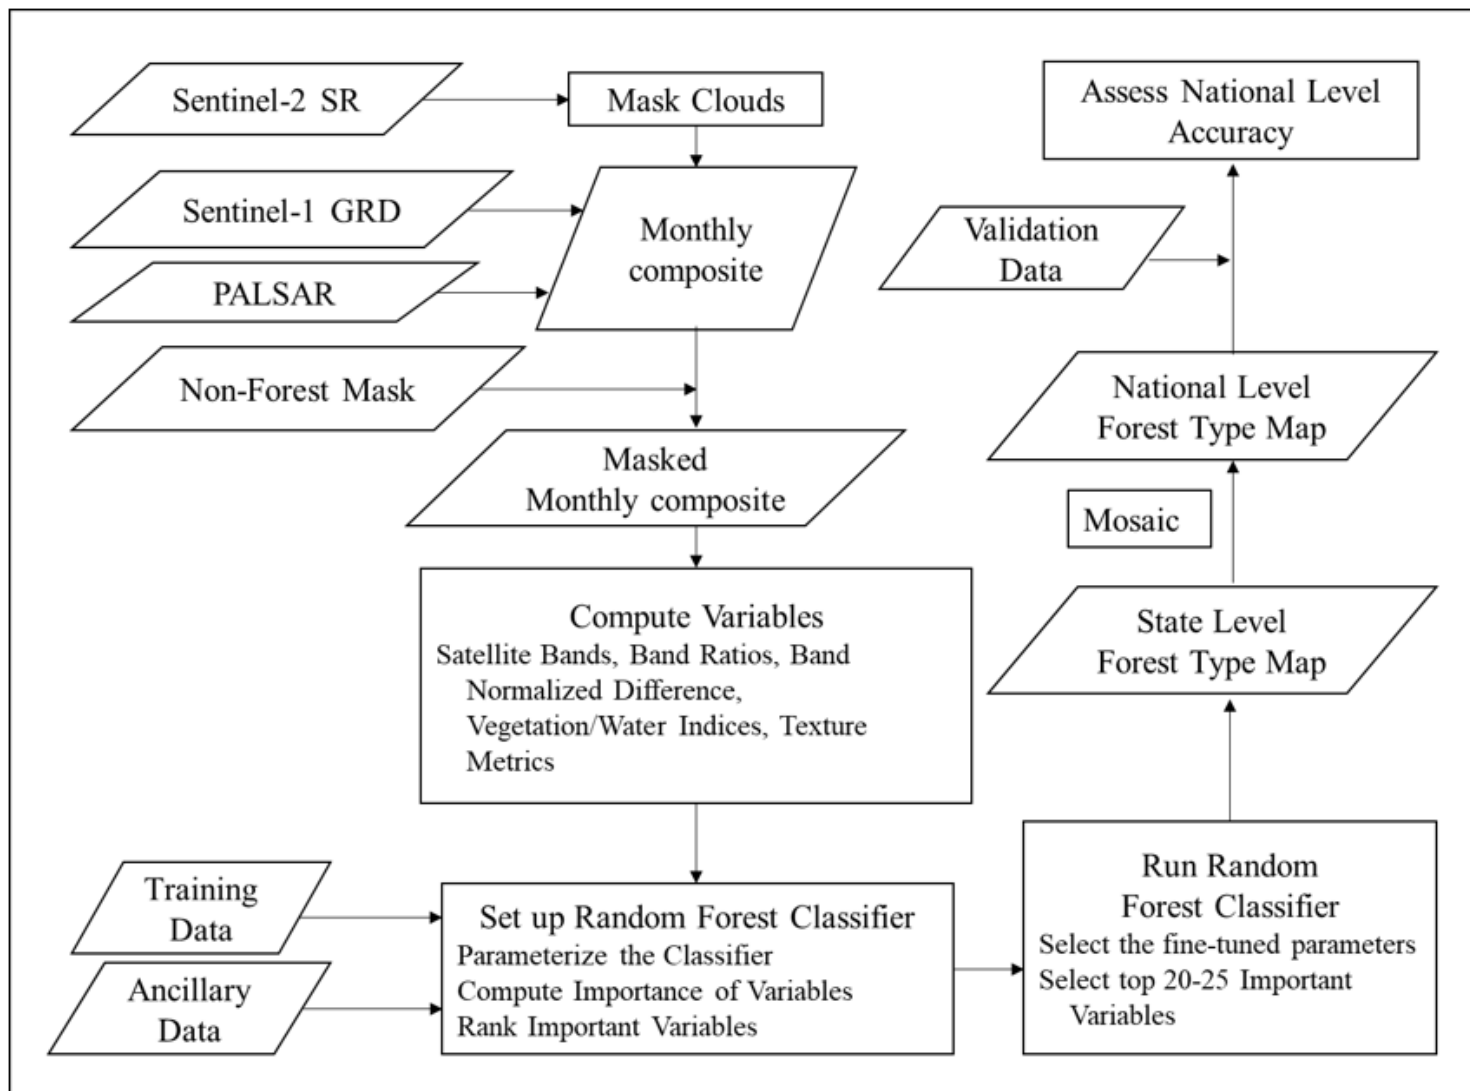 Sentinel-2 SR
Mask Clouds
Sentinel-1 GRD
Monthly
composite
PALSAR
Non-Forest Mask
Masked
Monthly composite
Compute Variables
Satellite Bands, Band Ratios, Band
Normalized Difference,
Vegetation/Water Indices, Texture
Metrics
Training
Data
Ancillary
Data
Set up Random Forest Classifier
Parameterize the Classifier
Compute Importance of Variables
Rank Important Variables
Run Random
Forest Classifier
Select the fine-tuned parameters
Select top 20-25 Important
Variables
State Level
Forest Type Map
Mosaic
National Level
Forest Type Map
Validation
Data
Assess National Level
Accuracy